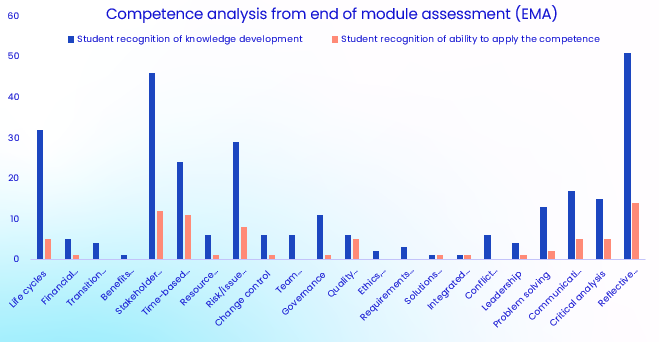 Competence analysis from end of module assessment (EMA)
Student recognition of knowledge development
Student recognition of ability to apply the competence
60
50
40
30
20
10
0
Life cycles
Financial...
Transition...
Benefits...
Stakeholder...
Time-based...
Resource...
Risk/issue...
Change control
Team...
Governance
Quality...
Ethics,...
Requirements...
Solutions...
Integrated...
Conflict...
Leadership
Problem solving
Communicati...
Critical analysis
Reflective...